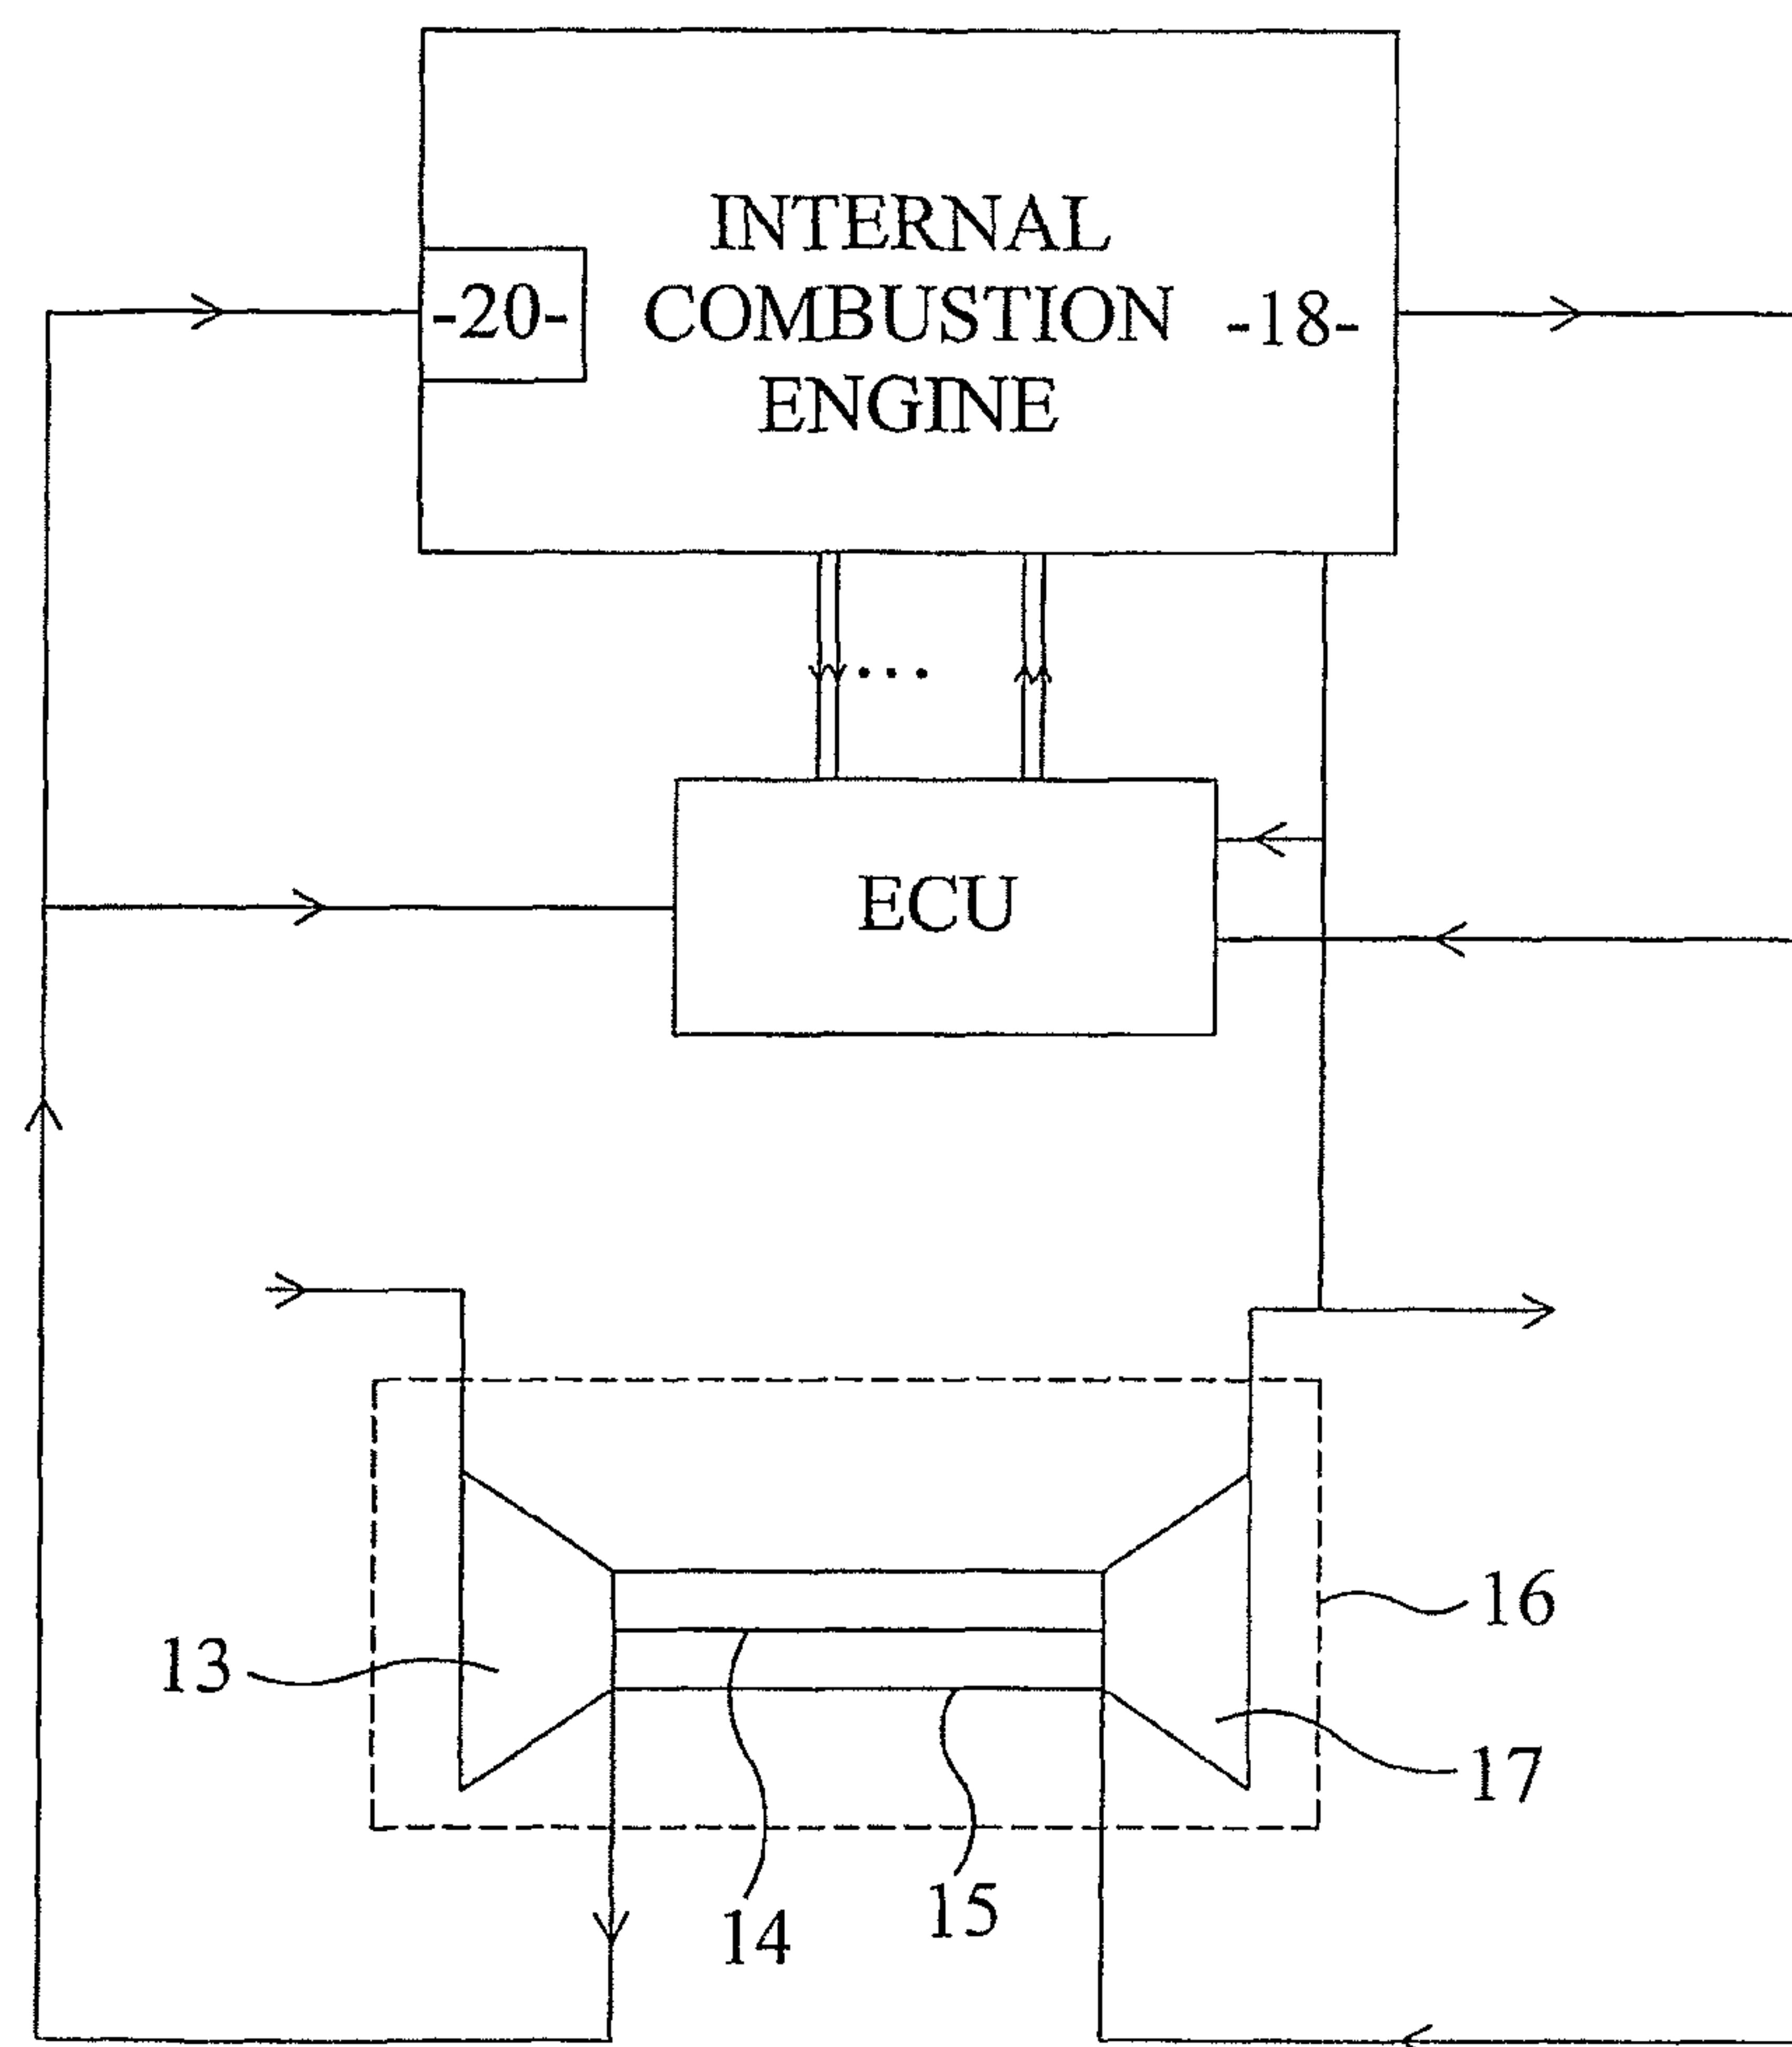 INTERNAL
COMBUSTION
ENGINE
-20-
-18-
ECU
13
14
15
16
17